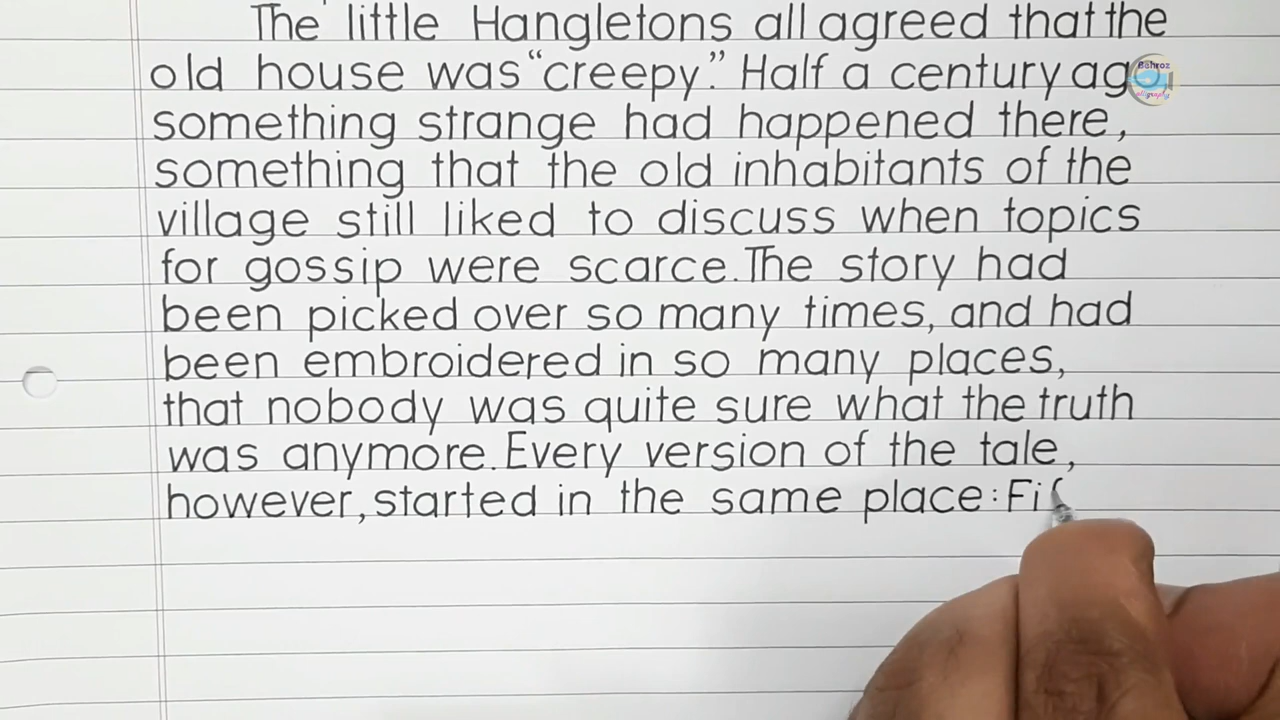 The little Hangletons all agreed that the
old house was “creepy.” Half a century ago
something strange had happened there,
something that the old inhabitants of the
village still liked to discuss when topics
for gossip were scarce. The story had
been picked over so many times, and had
been embroidered in so many places,
that nobody was quite sure what the truth
was anymore. Every version of the tale,
however, started in the same place: Fif
Bahroz